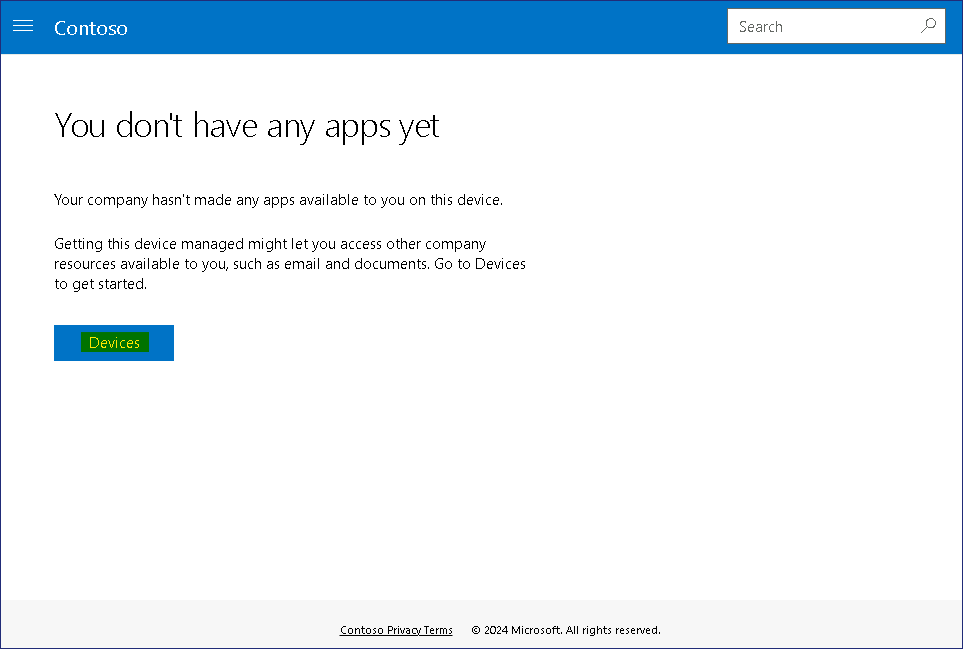 Contoso
Search
You don't have any apps yet
Your company hasn't made any apps available to you on this device.
Getting this device managed might let you access other company
resources available to you, such as email and documents. Go to Devices
to get started.
Devices
Contoso Privacy Terms © 2024 Microsoft. All rights reserved.